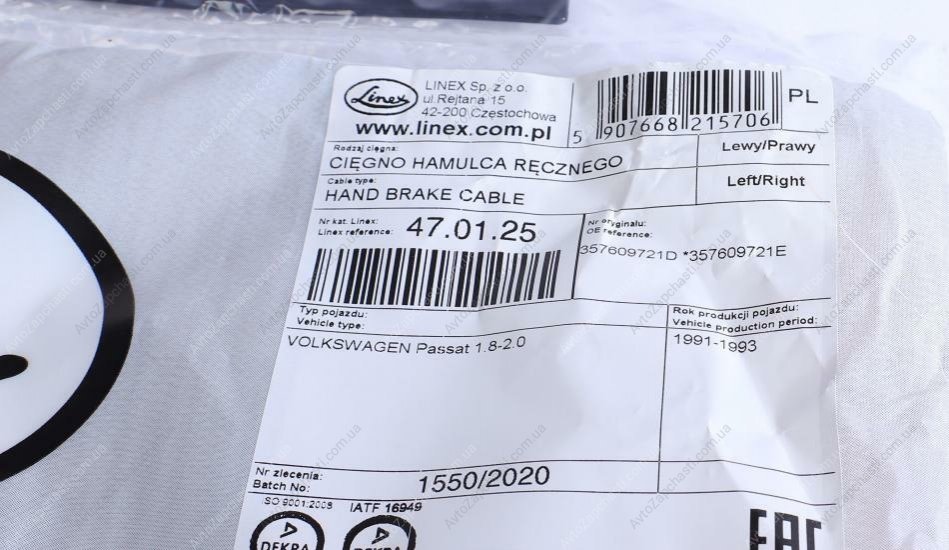 Linex
LINEX Sp. z o.o.
ul.Rejtana 15
42-200 Częstochowa
www.linex.com.pl
5 907668 215706
PL
Rodzaj cięgna:
CIĘGNO HAMULCA RĘCZNEGO
Lewy/Prawy
Cable type:
HAND BRAKE CABLE
Left/Right
Nr kat. Linex:
Linex reference:
47.01.25
Nr oryginału:
OE reference:
357609721D *357609721E
Typ pojazdu:
Vehicle type:
VOLKSWAGEN Passat 1.8-2.0
Rok produkcji pojazdu:
Vehicle production period:
1991-1993
Nr zlecenia:
Batch No:
1550/2020
ISO 9001:2008
IATF 16949
DEKRA
DEKRA
EAC
AvtoZapchasti.com.ua